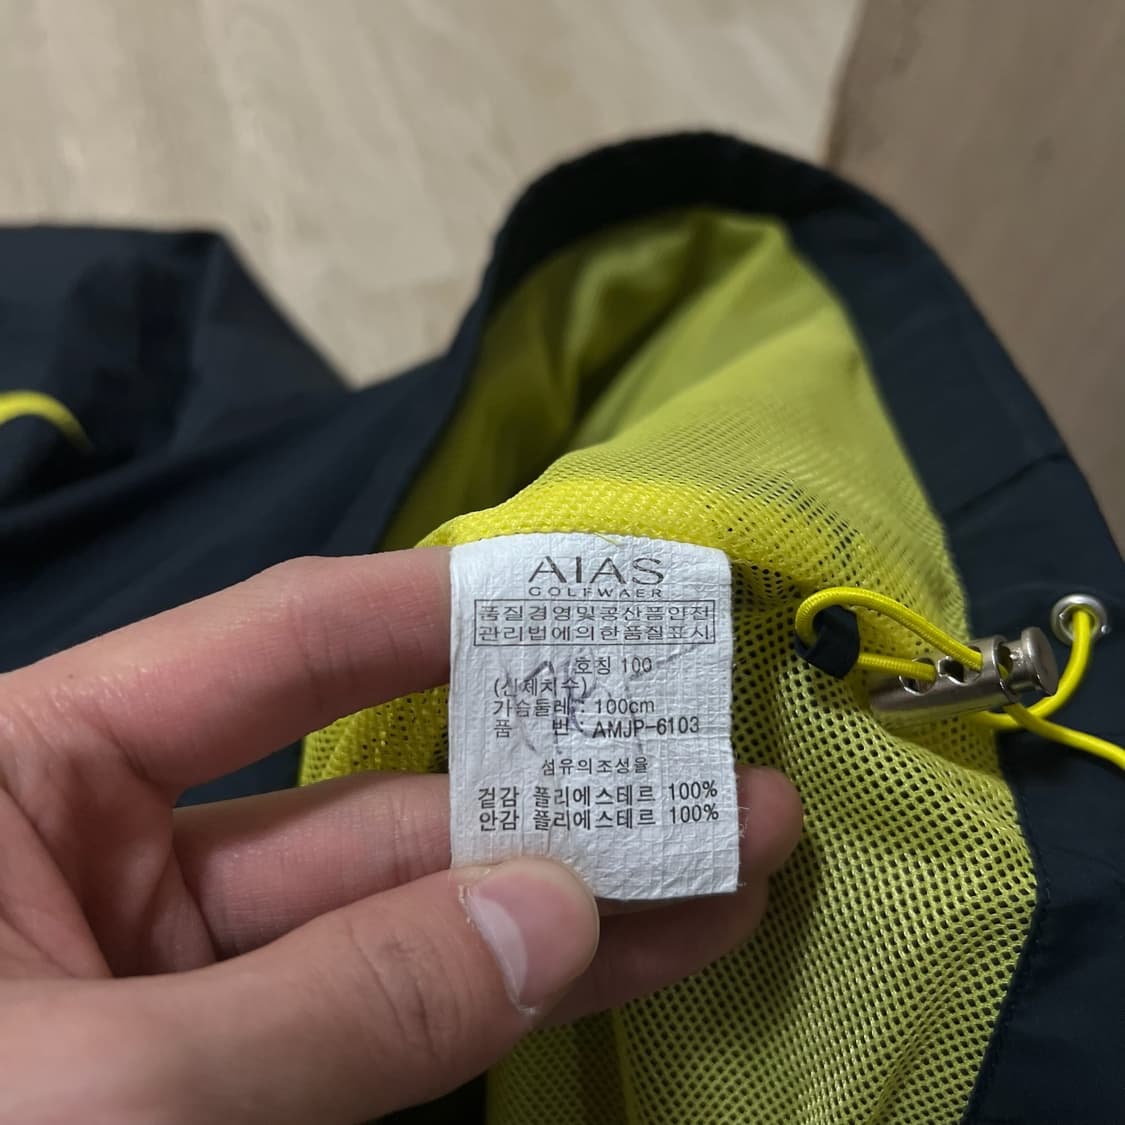 AIAS
GOLFWAER
품질경영및공산품안전
관리법에의한품질표시
호칭 100
(신체치수)
가슴둘레 : 100cm
품 번 AMJP-6103
섬유의조성율
겉감 폴리에스테르 100%
안감 폴리에스테르 100%